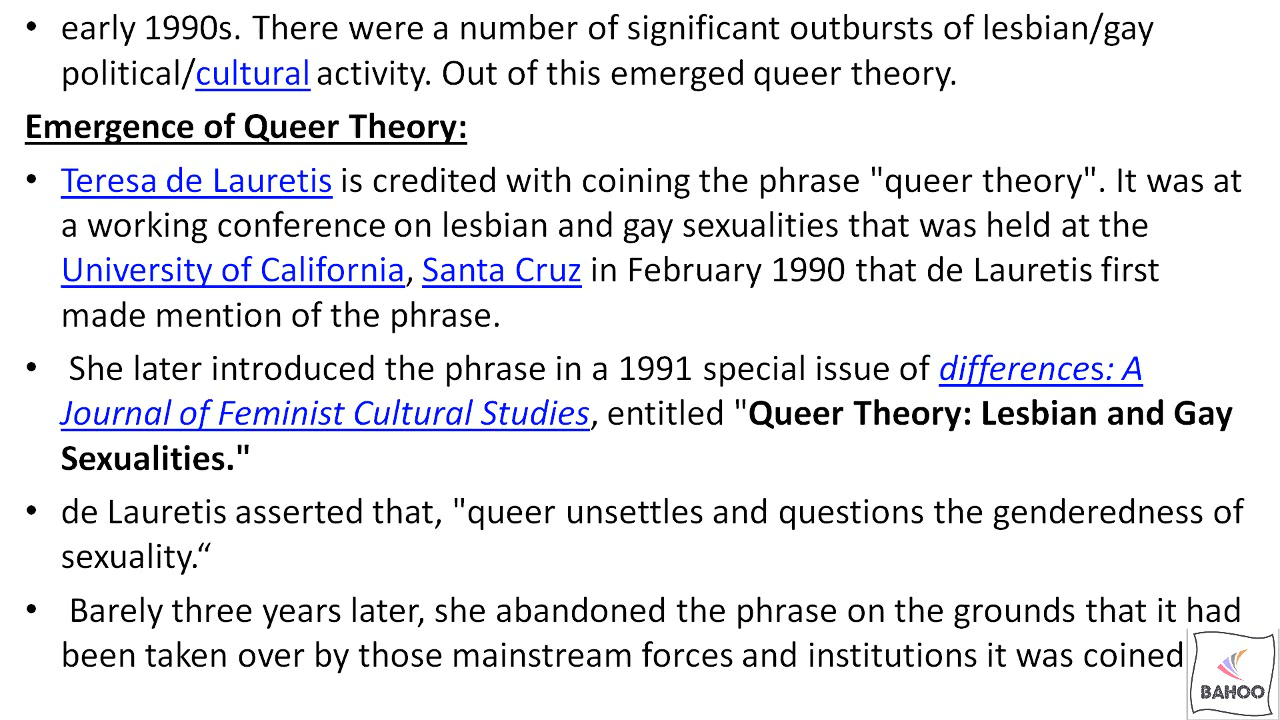 • early 1990s. There were a number of significant outbursts of lesbian/gay
political/cultural activity. Out of this emerged queer theory.
Emergence of Queer Theory:
• Teresa de Lauretis is credited with coining the phrase "queer theory". It was at
a working conference on lesbian and gay sexualities that was held at the
University of California, Santa Cruz in February 1990 that de Lauretis first
made mention of the phrase.
• She later introduced the phrase in a 1991 special issue of differences: A
Journal of Feminist Cultural Studies, entitled "Queer Theory: Lesbian and Gay
Sexualities."
• de Lauretis asserted that, "queer unsettles and questions the genderedness of
sexuality.“
• Barely three years later, she abandoned the phrase on the grounds that it had
been taken over by those mainstream forces and institutions it was coined
BAHOO